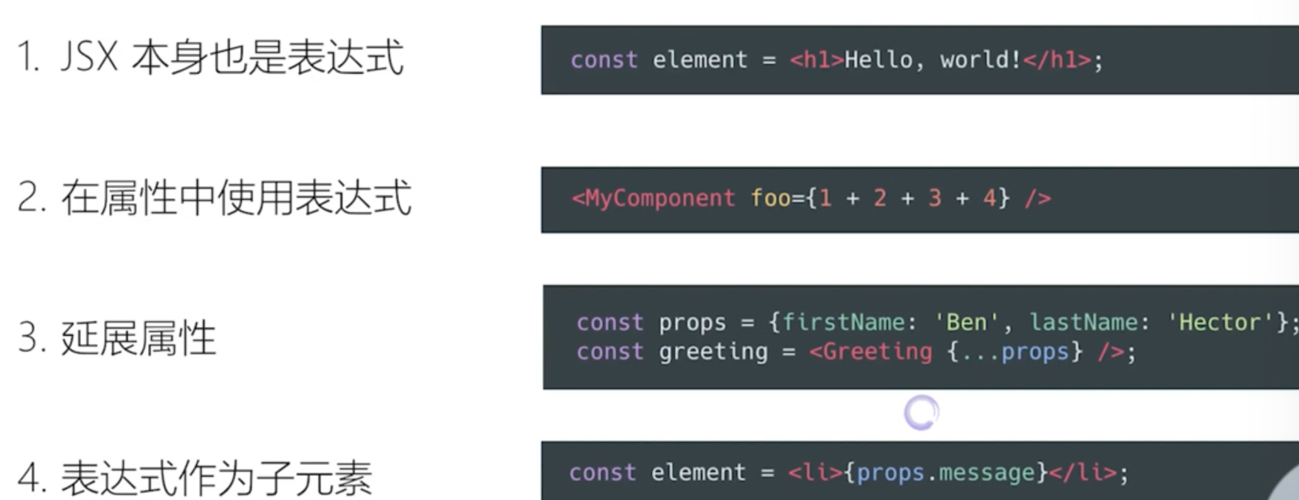 1. JSX 本身也是表达式
const element = <h1>Hello, world!</h1>;
2. 在属性中使用表达式
<MyComponent foo={1 + 2 + 3 + 4} />
3. 延展属性
const props = {firstName: 'Ben', lastName: 'Hector'};
const greeting = <Greeting {...props} />;
4. 表达式作为子元素
const element = <li>{props.message}</li>;